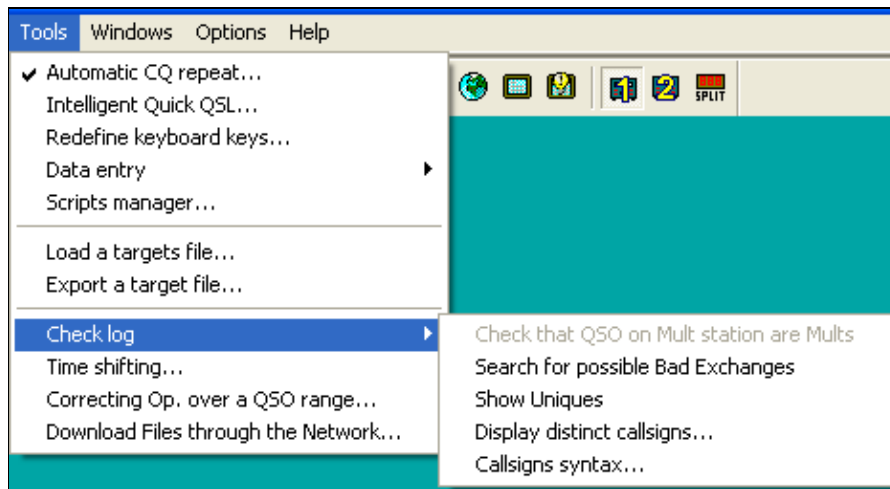 Tools Windows Options Help
Automatic CQ repeat...
Intelligent Quick QSL...
Redefine keyboard keys...
Data entry
Scripts manager...
Load a targets file...
Export a target file...
Check log
Time shifting...
Correcting Op. over a QSO range...
Download Files through the Network...
1 2 SPLIT
Check that QSO on Mult station are Mults
Search for possible Bad Exchanges
Show Uniques
Display distinct callsigns...
Callsigns syntax...